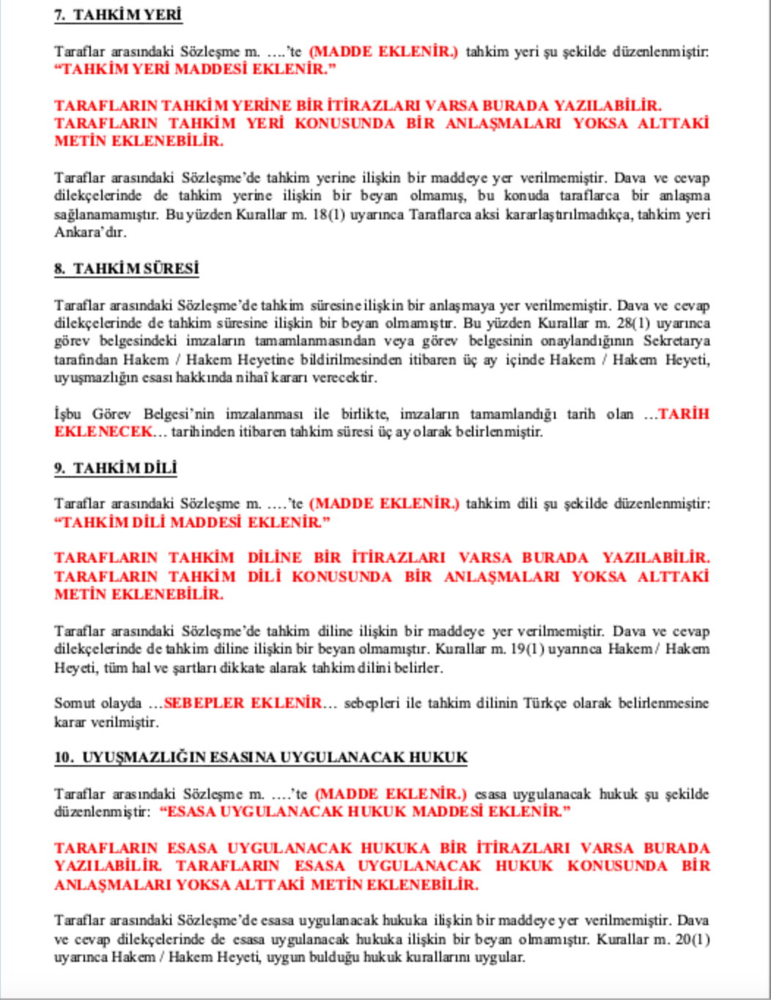 7. TAHKİM YERİ
Taraflar arasındaki Sözleşme m. ….’te (MADDE EKLENİR.) tahkim yeri şu şekilde düzenlenmiştir:
“TAHKİM YERİ MADDESİ EKLENİR.”
TARAFLARIN TAHKİM YERİNE BİR İTİRAZLARI VARSA BURADA YAZILABİLİR.
TARAFLARIN TAHKİM YERİ KONUSUNDA BİR ANLAŞMALARI YOKSA ALTTAKİ
METİN EKLENEBİLİR.
Taraflar arasındaki Sözleşme’de tahkim yerine ilişkin bir maddeye yer verilmemiştir. Dava ve cevap
dilekçelerinde de tahkim yerine ilişkin bir beyan olmamış, bu konuda taraflarca bir anlaşma
sağlanamamıştır. Bu yüzden Kurallar m. 18(1) uyarınca Taraflarca aksi kararlaştırılmadıkça, tahkim yeri
Ankara’dır.
8. TAHKİM SÜRESİ
Taraflar arasındaki Sözleşme’de tahkim süresine ilişkin bir anlaşmaya yer verilmemiştir. Dava ve cevap
dilekçelerinde de tahkim süresine ilişkin bir beyan olmamıştır. Bu yüzden Kurallar m. 28(1) uyarınca
görev belgesindeki imzaların tamamlanmasından veya görev belgesinin onaylandığının Sekretarya
tarafından Hakem / Hakem Heyetine bildirilmesinden itibaren üç ay içinde Hakem / Hakem Heyeti,
uyuşmazlığın esası hakkında nihaî kararı verecektir.
İşbu Görev Belgesi’nin imzalanması ile birlikte, imzaların tamamlandığı tarih olan …TARİH
EKLENECEK… tarihinden itibaren tahkim süresi üç ay olarak belirlenmiştir.
9. TAHKİM DİLİ
Taraflar arasındaki Sözleşme m. ….’te (MADDE EKLENİR.) tahkim dili şu şekilde düzenlenmiştir:
“TAHKİM DİLİ MADDESİ EKLENİR.”
TARAFLARIN TAHKİM DİLİNE BİR İTİRAZLARI VARSA BURADA YAZILABİLİR.
TARAFLARIN TAHKİM DİLİ KONUSUNDA BİR ANLAŞMALARI YOKSA ALTTAKİ
METİN EKLENEBİLİR.
Taraflar arasındaki Sözleşme’de tahkim diline ilişkin bir maddeye yer verilmemiştir. Dava ve cevap
dilekçelerinde de tahkim diline ilişkin bir beyan olmamıştır. Kurallar m. 19(1) uyarınca Hakem / Hakem
Heyeti, tüm hal ve şartları dikkate alarak tahkim dilini belirler.
Somut olayda …SEBEPLER EKLENİR… sebepleri ile tahkim dilinin Türkçe olarak belirlenmesine
karar verilmiştir.
10. UYUŞMAZLIĞIN ESASINA UYGULANACAK HUKUK
Taraflar arasındaki Sözleşme m. ….’te (MADDE EKLENİR.) esasa uygulanacak hukuk şu şekilde
düzenlenmiştir: “ESASA UYGULANACAK HUKUK MADDESİ EKLENİR.”
TARAFLARIN ESASA UYGULANACAK HUKUKA BİR İTİRAZLARI VARSA BURADA
YAZILABİLİR. TARAFLARIN ESASA UYGULANACAK HUKUK KONUSUNDA BİR
ANLAŞMALARI YOKSA ALTTAKİ METİN EKLENEBİLİR.
Taraflar arasındaki Sözleşme’de esasa uygulanacak hukuka ilişkin bir maddeye yer verilmemiştir. Dava
ve cevap dilekçelerinde de esasa uygulanacak hukuka ilişkin bir beyan olmamıştır. Kurallar m. 20(1)
uyarınca Hakem / Hakem Heyeti, uygun bulduğu hukuk kurallarını uygular.